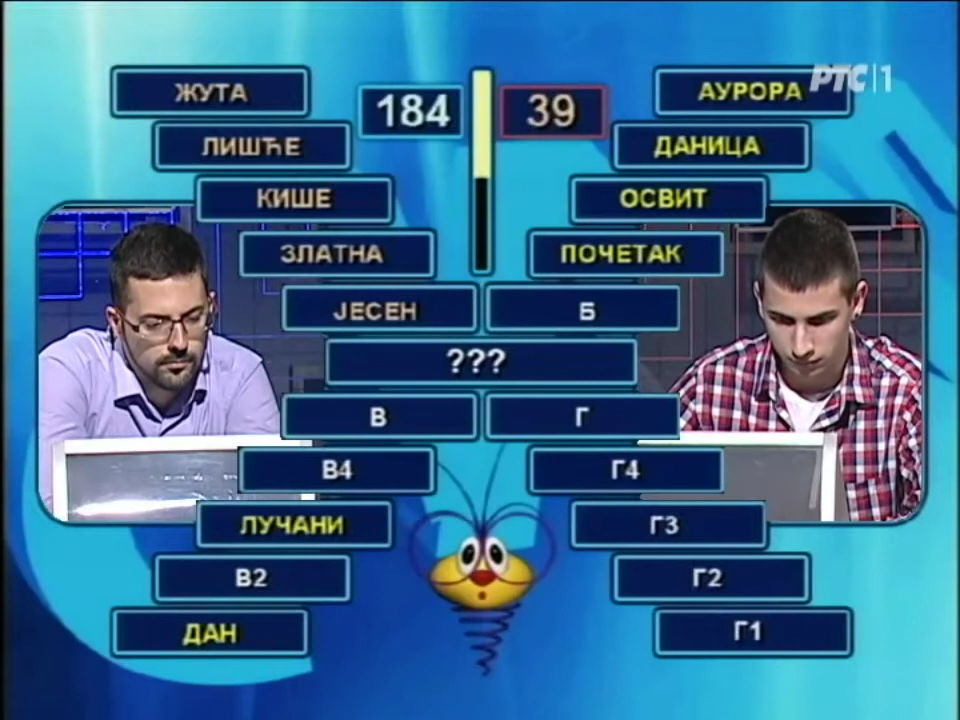 ЖУТА
184
39
АУРОРА
РТС|1
ЛИШЋЕ
ДАНИЦА
КИШЕ
ОСВИТ
ЗЛАТНА
ПОЧЕТАК
ЈЕСЕН
Б
???
В
Г
В4
Г4
ЛУЧАНИ
Г3
В2
Г2
ДАН
Г1